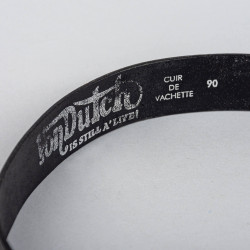 VonDutch
IS STILL A'LIVE!
CUIR
DE
VACHETTE
90